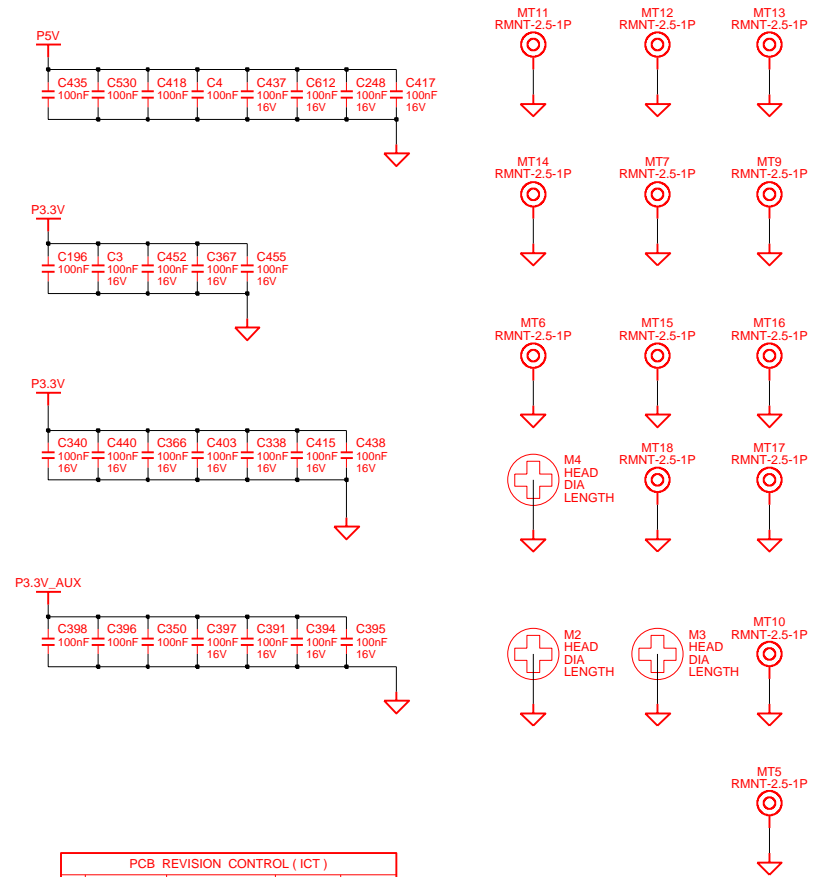 P5V
C435 C530 C418 C4 C437 C612 C248 C417
100nF 100nF 100nF 100nF 100nF 100nF 100nF 100nF
16V 16V 16V 16V
P3.3V
C196 C3 C452 C367 C455
100nF 100nF 100nF 100nF 100nF
16V 16V 16V 16V
P3.3V
C340 C440 C366 C403 C338 C415 C438
100nF 100nF 100nF 100nF 100nF 100nF 100nF
16V 16V 16V 16V 16V 16V 16V
P3.3V_AUX
C398 C396 C350 C397 C391 C394 C395
100nF 100nF 100nF 100nF 100nF 100nF 100nF
16V 16V 16V 16V
PCB REVISION CONTROL ( ICT )
MT11 MT12 MT13
RMNT-2.5-1P RMNT-2.5-1P RMNT-2.5-1P
MT14 MT7 MT9
RMNT-2.5-1P RMNT-2.5-1P RMNT-2.5-1P
MT6 MT15 MT16
RMNT-2.5-1P RMNT-2.5-1P RMNT-2.5-1P
M4
HEAD
DIA
LENGTH
MT18 MT17
RMNT-2.5-1P RMNT-2.5-1P
M2
HEAD
DIA
LENGTH
M3
HEAD
DIA
LENGTH
MT10
RMNT-2.5-1P
MT5
RMNT-2.5-1P